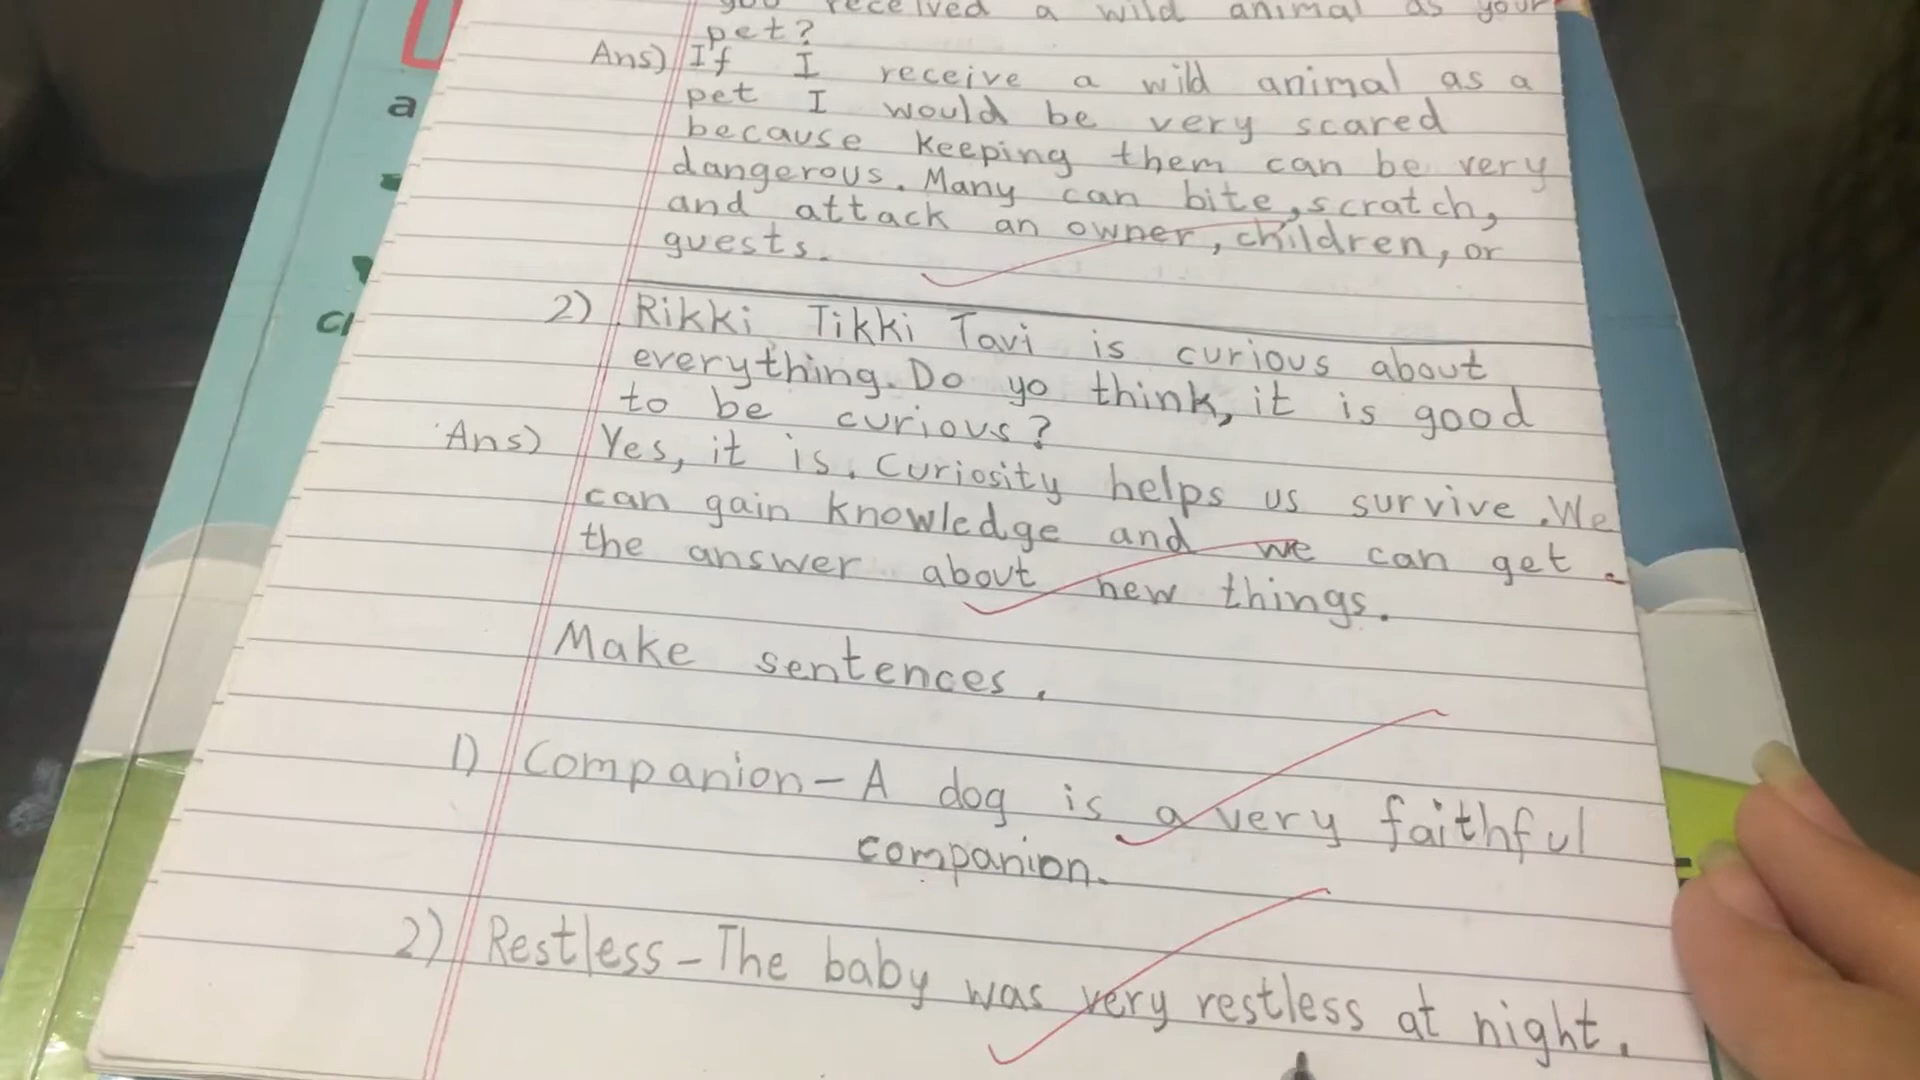 you received a wild animal as your
pet?
Ans) If I receive a wild animal as a
pet I would be very scared
because keeping them can be very
dangerous. Many can bite, scratch,
and attack an owner, children, or
guests.
2) Rikki Tikki Tavi is curious about
everything. Do yo think, it is good
to be curious?
Ans) Yes, it is. Curiosity helps us survive. We
can gain knowledge and we can get.
the answer about new things.
Make sentences.
1) Companion - A dog is a very faithful
companion.
2) Restless - The baby was very restless at night.
a